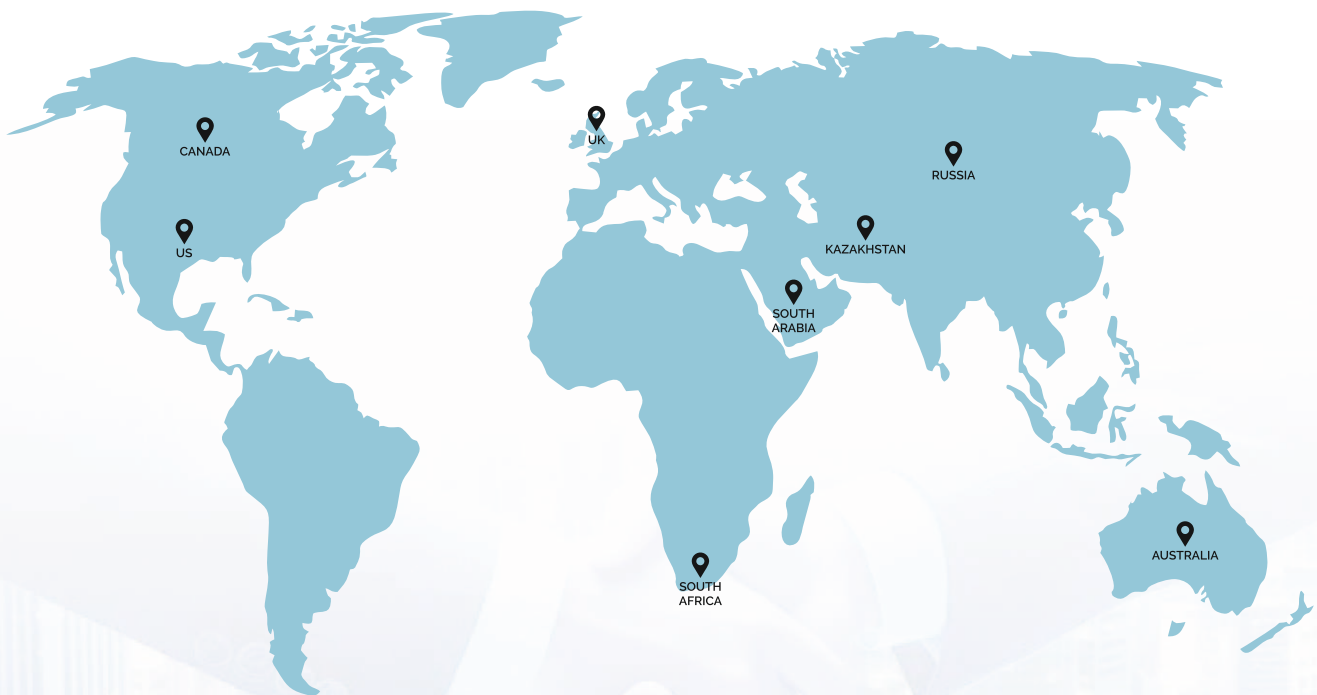 UK
CANADA
RUSSIA
US
KAZAKHSTAN
SOUTH
ARABIA
AUSTRALIA
SOUTH
AFRICA